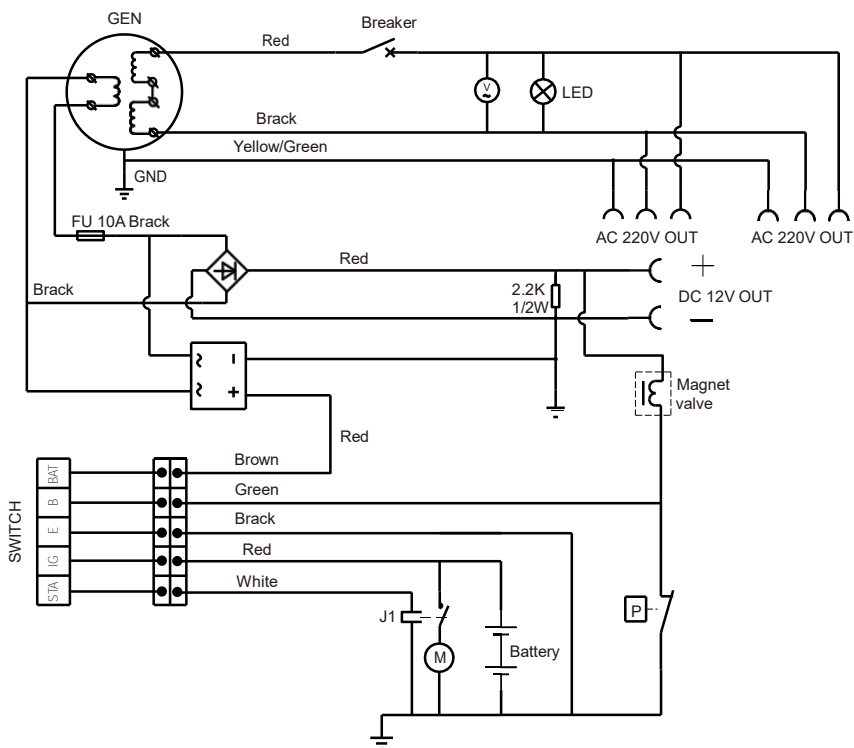 GEN
Breaker
Red
V
LED
Brack
Yellow/Green
GND
FU 10A Brack
AC 220V OUT
AC 220V OUT
Red
+
Brack
2.2K
1/2W
DC 12V OUT
−
~ −
~ +
Magnet
valve
Red
SWITCH
BAT
Brown
B
Green
E
Brack
IG
Red
STA
White
J1
P
M
Battery